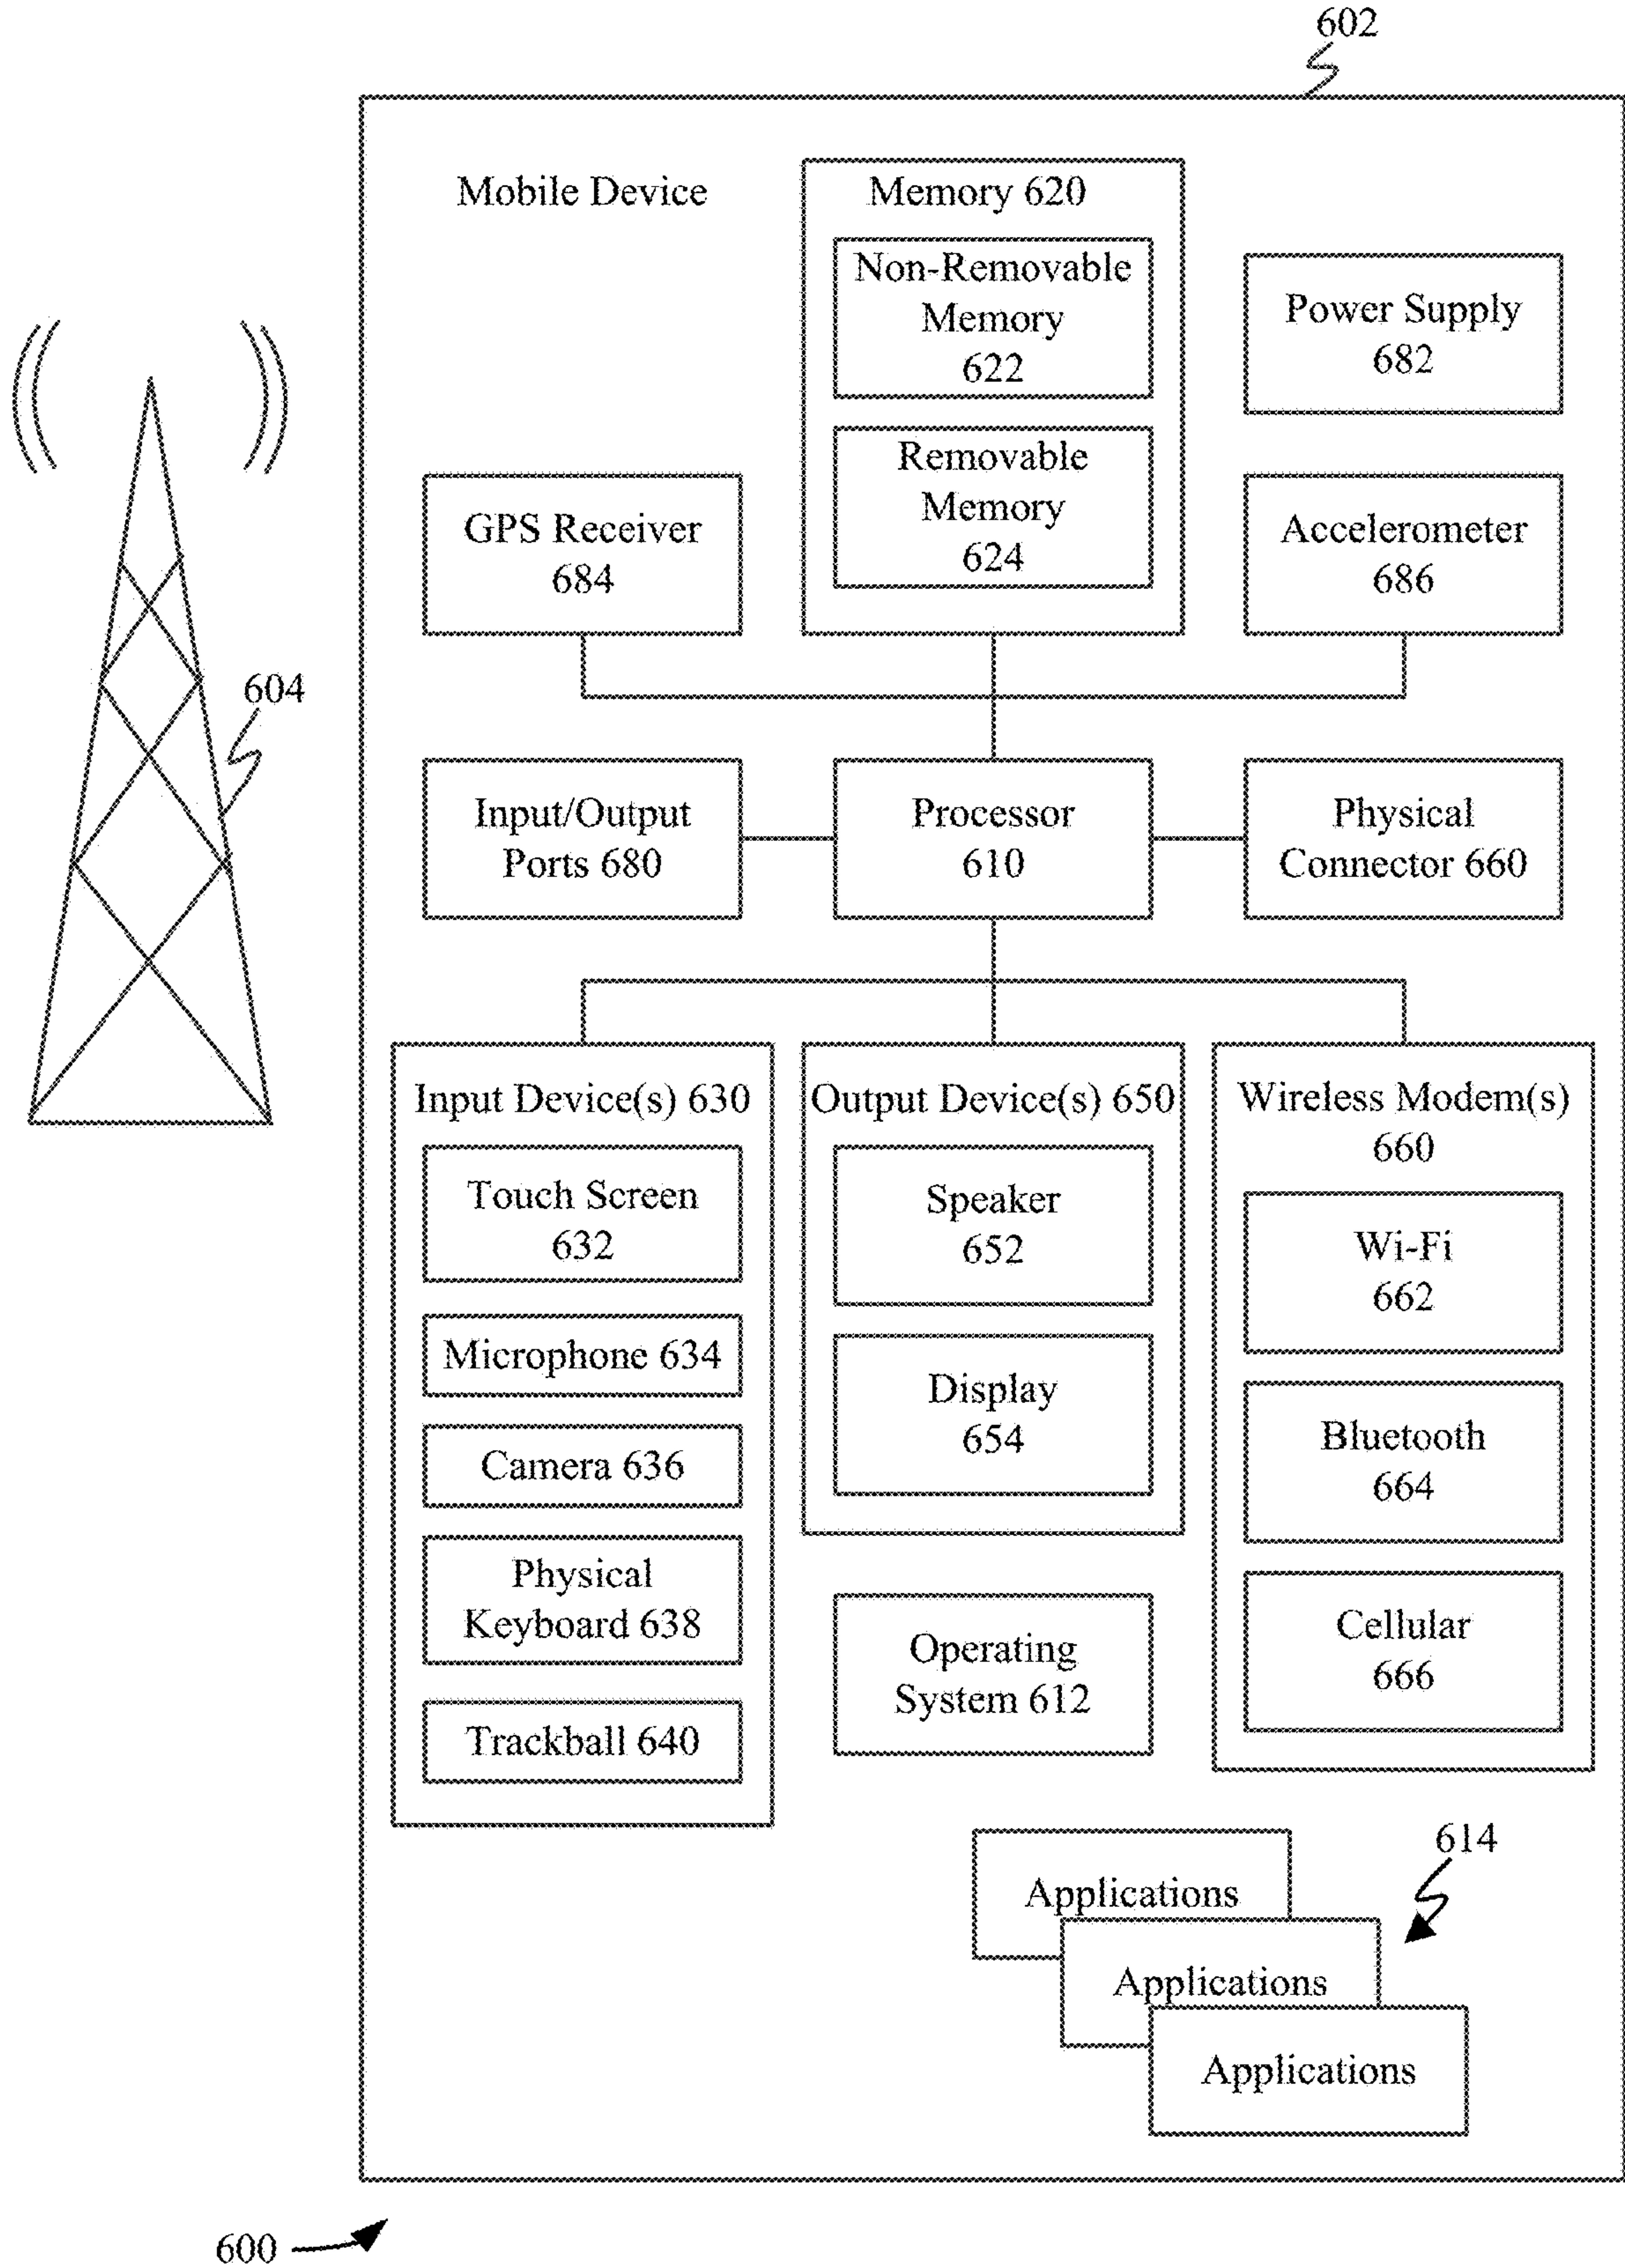 602
Mobile Device
Memory 620
Non-Removable
Memory
622
Removable
Memory
624
Power Supply
682
GPS Receiver
684
Accelerometer
686
604
Input/Output
Ports 680
Processor
610
Physical
Connector 660
Input Device(s) 630
Touch Screen
632
Microphone 634
Camera 636
Physical
Keyboard 638
Trackball 640
Output Device(s) 650
Speaker
652
Display
654
Operating
System 612
Wireless Modem(s)
660
Wi-Fi
662
Bluetooth
664
Cellular
666
614
Applications
Applications
Applications
600